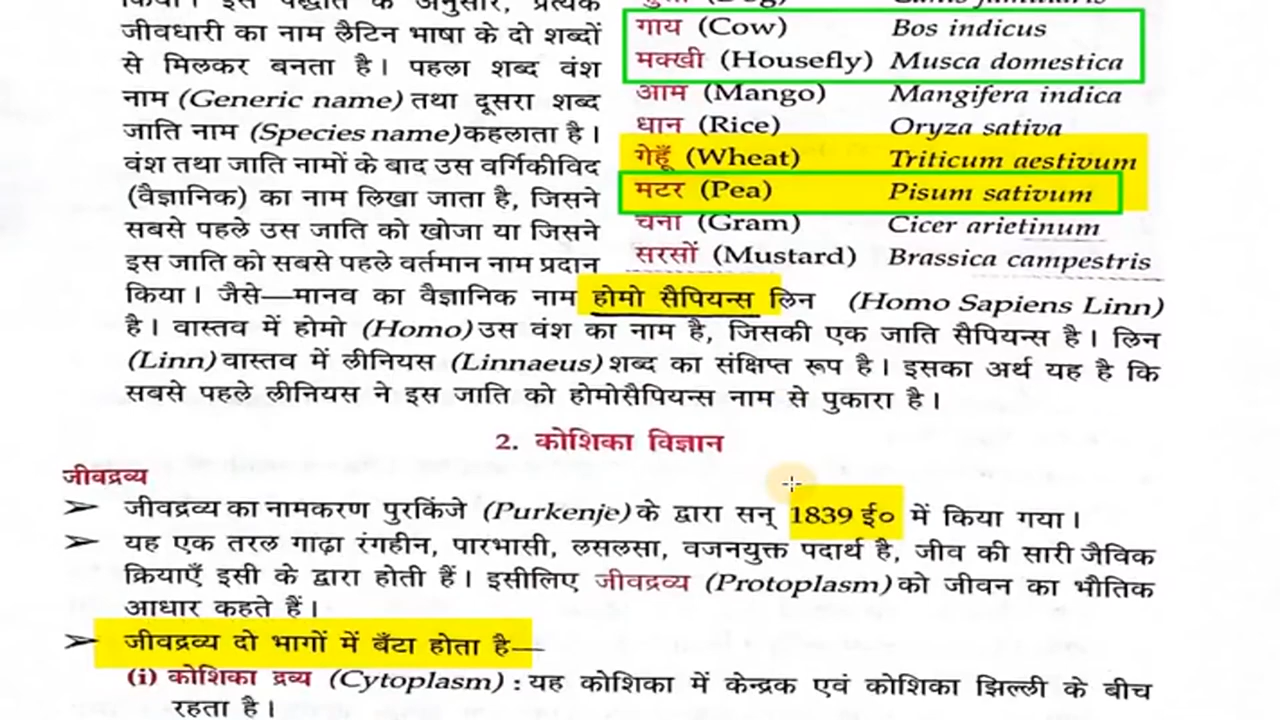 किया। इस पद्धति के अनुसार, प्रत्येक
जीवधारी का नाम लैटिन भाषा के दो शब्दों
से मिलकर बनता है। पहला शब्द वंश
नाम (Generic name) तथा दूसरा शब्द
जाति नाम (Species name) कहलाता है।
वंश तथा जाति नामों के बाद उस वर्गिकीविद
(वैज्ञानिक) का नाम लिखा जाता है, जिसने
सबसे पहले उस जाति को खोजा या जिसने
इस जाति को सबसे पहले वर्तमान नाम प्रदान
गाय (Cow) Bos indicus
मक्खी (Housefly) Musca domestica
आम (Mango) Mangifera indica
धान (Rice) Oryza sativa
गेहूँ (Wheat) Triticum aestivum
मटर (Pea) Pisum sativum
चना (Gram) Cicer arietinum
सरसों (Mustard) Brassica campestris
किया। जैसे—मानव का वैज्ञानिक नाम होमो सैपियन्स लिन (Homo Sapiens Linn)
है। वास्तव में होमो (Homo) उस वंश का नाम है, जिसकी एक जाति सैपियन्स है। लिन
(Linn) वास्तव में लीनियस (Linnaeus) शब्द का संक्षिप्त रूप है। इसका अर्थ यह है कि
सबसे पहले लीनियस ने इस जाति को होमोसैपियन्स नाम से पुकारा है।
2. कोशिका विज्ञान
जीवद्रव्य
➢ जीवद्रव्य का नामकरण पुरकिंजे (Purkenje) के द्वारा सन् 1839 ई० में किया गया।
➢ यह एक तरल गाढ़ा रंगहीन, पारभासी, लसलसा, वजनयुक्त पदार्थ है, जीव की सारी जैविक
क्रियाएँ इसी के द्वारा होती हैं। इसीलिए जीवद्रव्य (Protoplasm) को जीवन का भौतिक
आधार कहते हैं।
➢ जीवद्रव्य दो भागों में बँटा होता है—
(i) कोशिका द्रव्य (Cytoplasm) : यह कोशिका में केन्द्रक एवं कोशिका झिल्ली के बीच
रहता है।